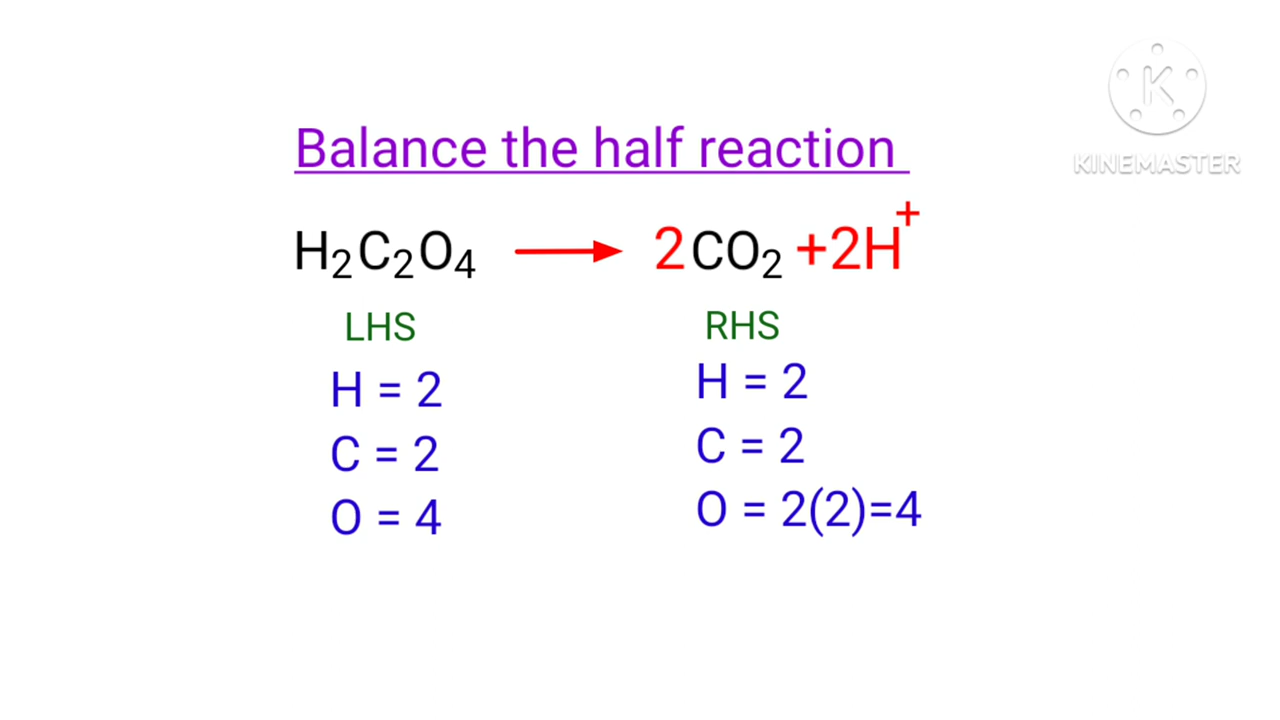 Balance the half reaction
H₂C₂O₄ → 2CO₂ +2H⁺
LHS
RHS
H = 2
H = 2
C = 2
C = 2
O = 4
O = 2(2)=4
K
KINEMASTER